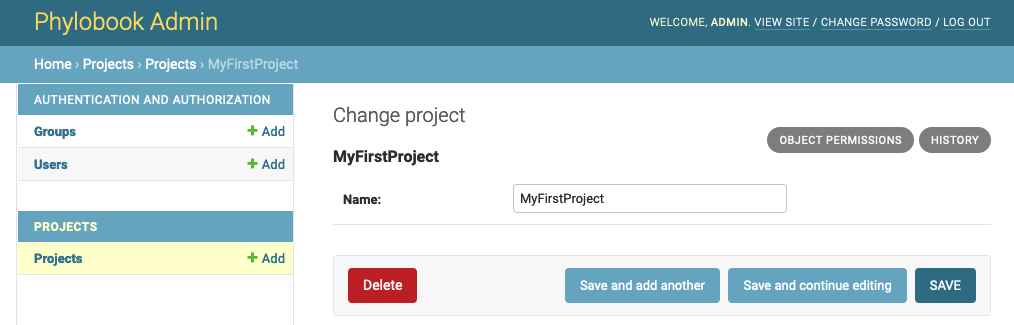 Phylobook Admin
WELCOME, ADMIN. VIEW SITE / CHANGE PASSWORD / LOG OUT
Home › Projects › Projects › MyFirstProject
AUTHENTICATION AND AUTHORIZATION
Groups + Add
Users + Add
PROJECTS
Projects + Add
Change project
OBJECT PERMISSIONS HISTORY
MyFirstProject
Name: MyFirstProject
Delete Save and add another Save and continue editing SAVE